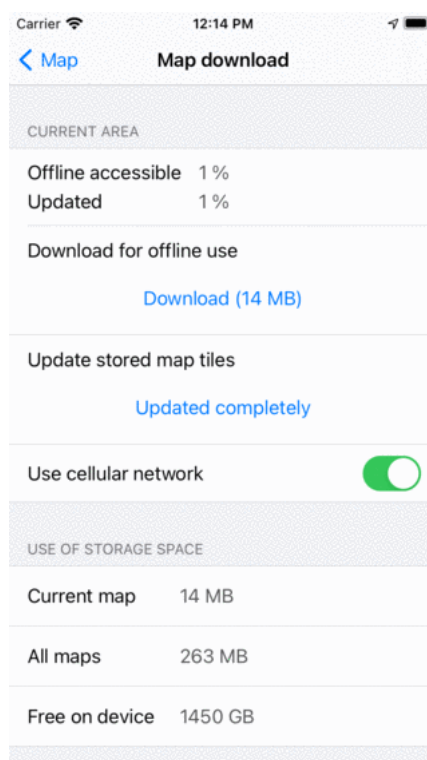 Carrier 12:14 PM
Map Map download
CURRENT AREA
Offline accessible 1 %
Updated 1 %
Download for offline use
Download (14 MB)
Update stored map tiles
Updated completely
Use cellular network
USE OF STORAGE SPACE
Current map 14 MB
All maps 263 MB
Free on device 1450 GB